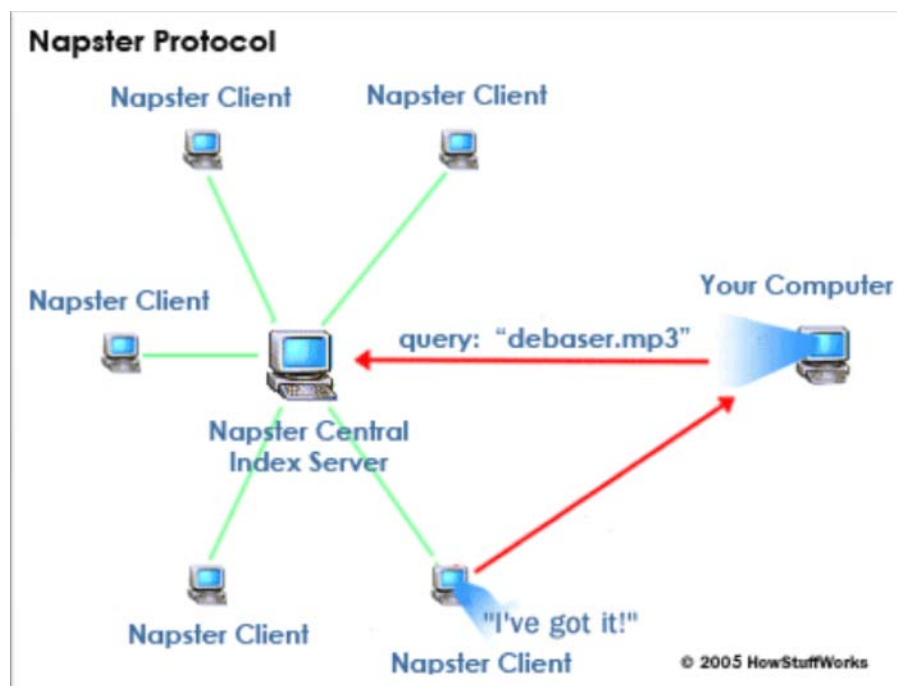 Napster Protocol
Napster Client
Napster Client
Napster Client
Your Computer
query: “debaser.mp3”
Napster Central
Index Server
Napster Client
"I've got it!"
Napster Client
© 2005 HowStuffWorks